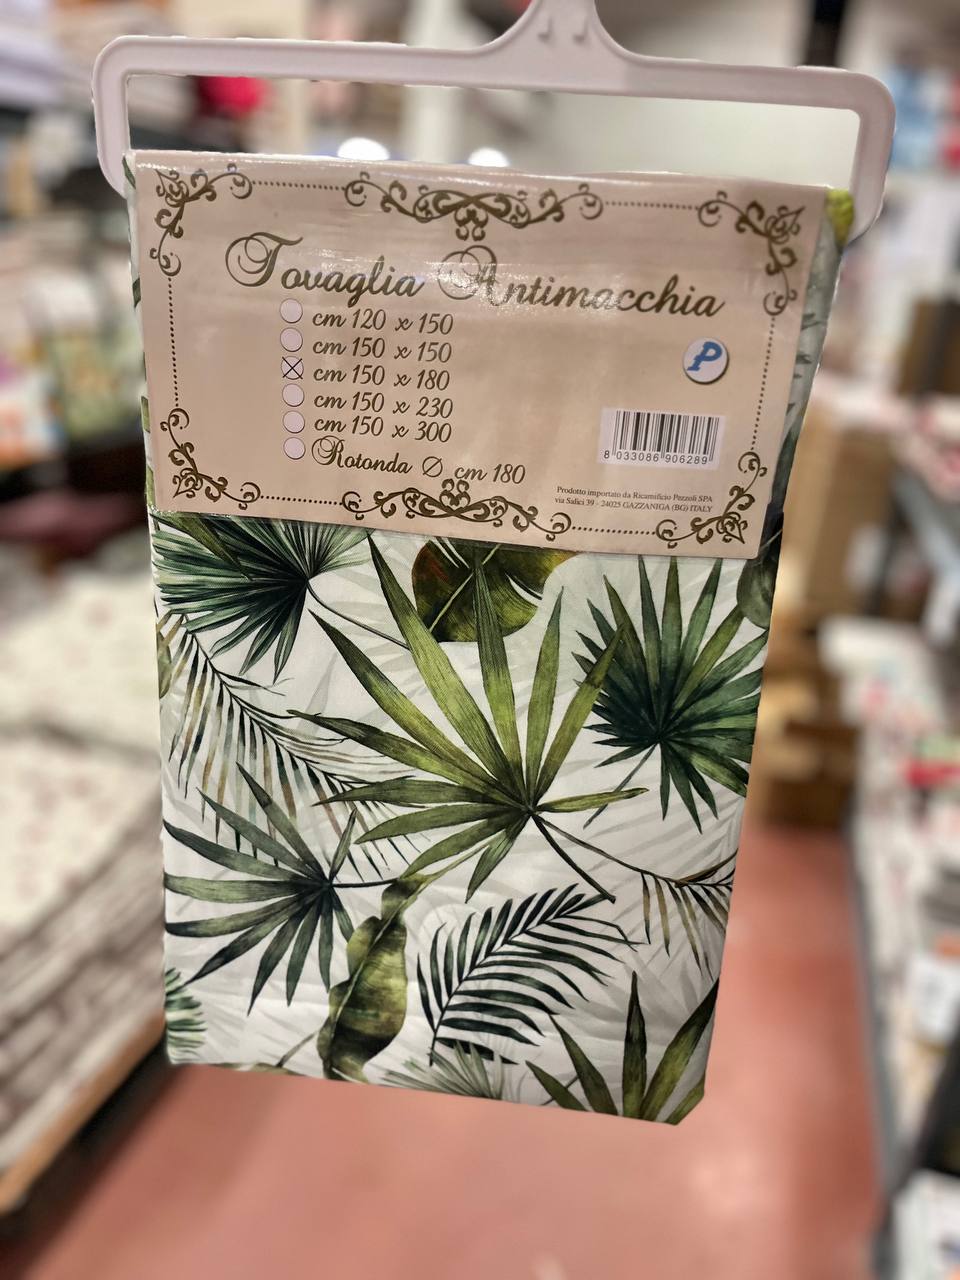 Tovaglia Antimacchia
cm 120 x 150
cm 150 x 150
cm 150 x 180
cm 150 x 230
cm 150 x 300
Rotonda Ø cm 180
P
8 033086 906289
Prodotto importato da Ricamificio Pezzoli SPA
via Salici 39 - 24025 GAZZANIGA (BG) ITALY